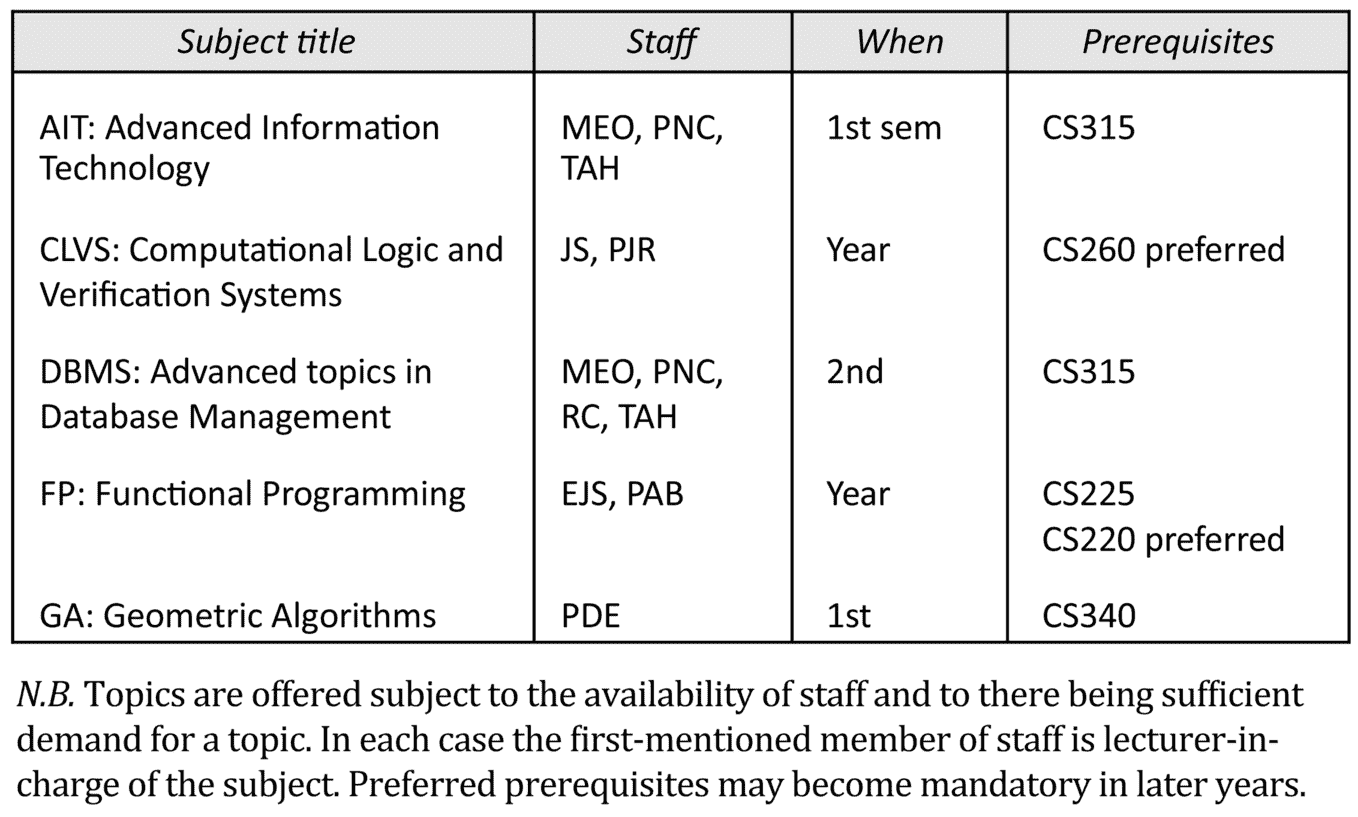 Subject title Staff When Prerequisites
AIT: Advanced Information MEO, PNC, 1st sem CS315
Technology TAH
CLVS: Computational Logic and JS, PJR Year CS260 preferred
Verification Systems
DBMS: Advanced topics in MEO, PNC, 2nd CS315
Database Management RC, TAH
FP: Functional Programming EJS, PAB Year CS225
CS220 preferred
GA: Geometric Algorithms PDE 1st CS340
N.B. Topics are offered subject to the availability of staff and to there being sufficient
demand for a topic. In each case the first-mentioned member of staff is lecturer-in-
charge of the subject. Preferred prerequisites may become mandatory in later years.